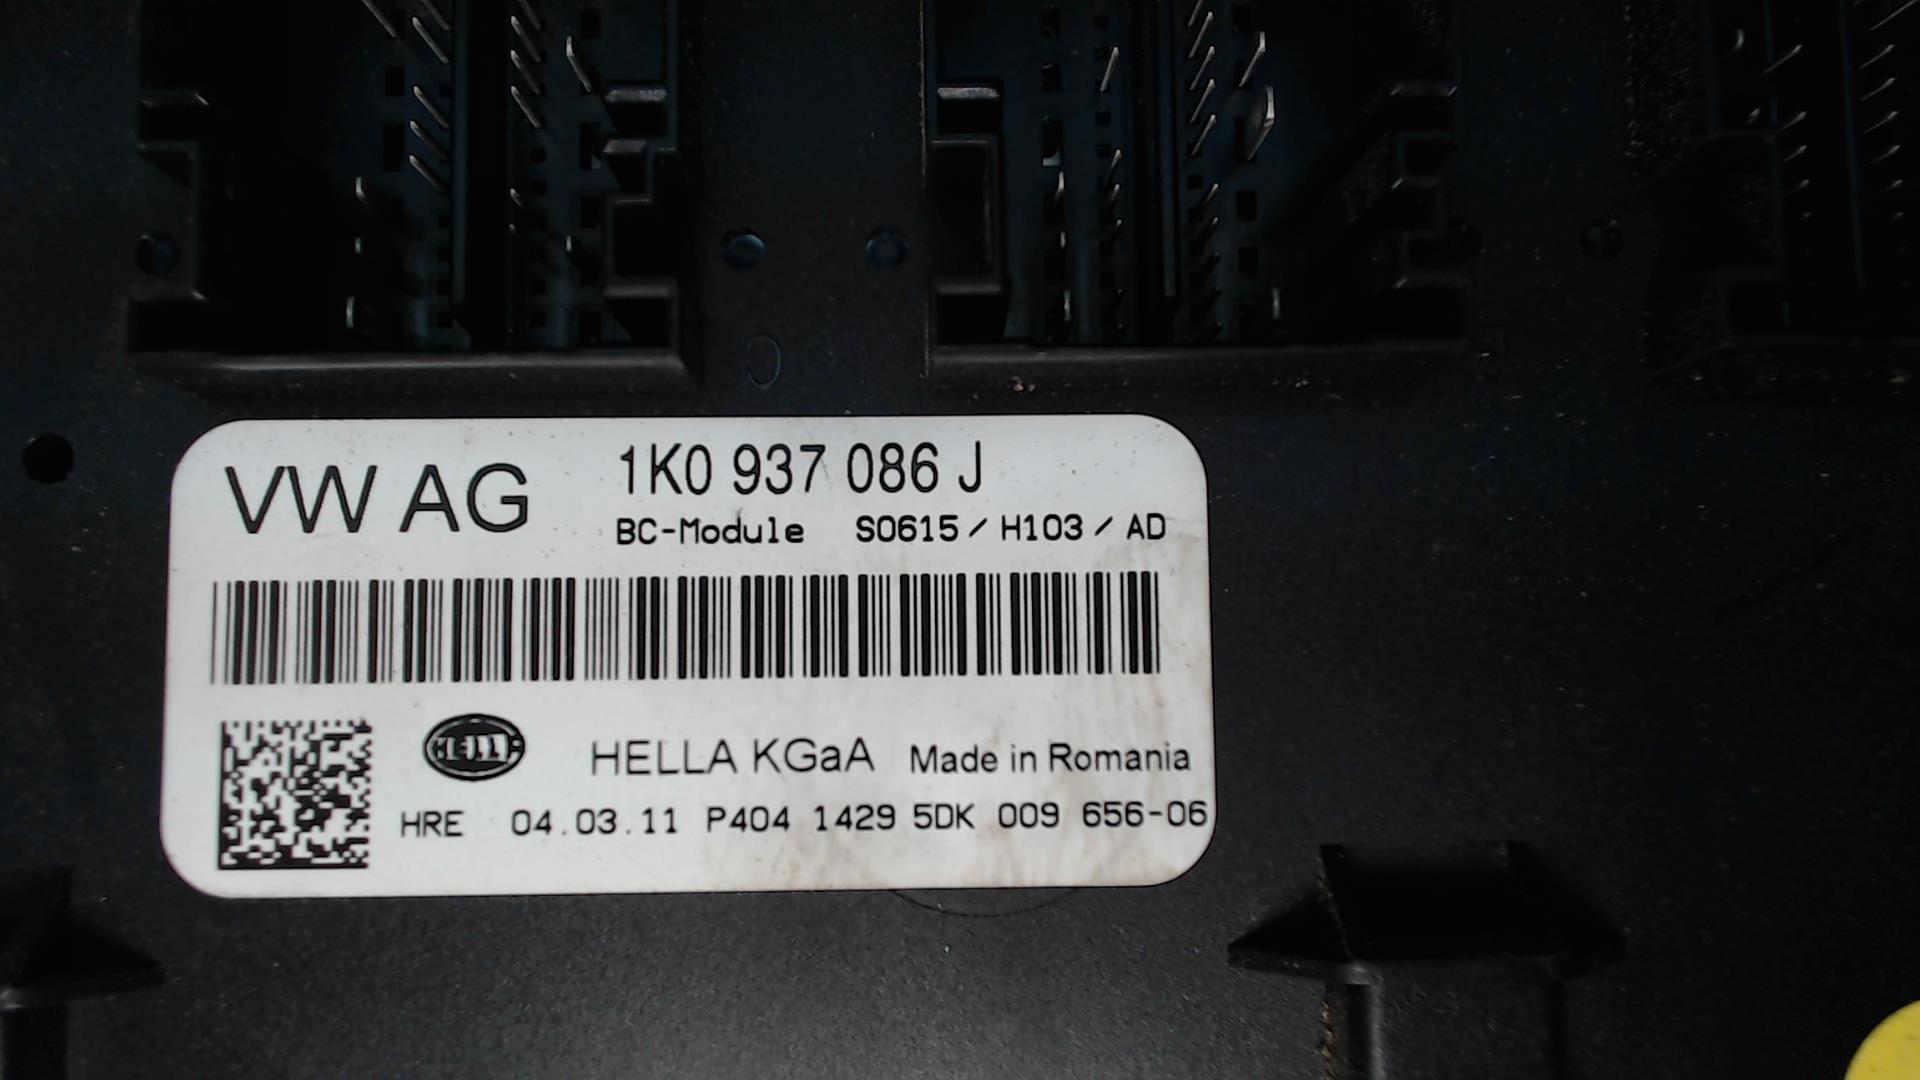 VW AG 1K0 937 086 J
BC-Module S0615/H103/AD
HELLA HELLA KGaA Made in Romania
HRE 04.03.11 P404 1429 5DK 009 656-06